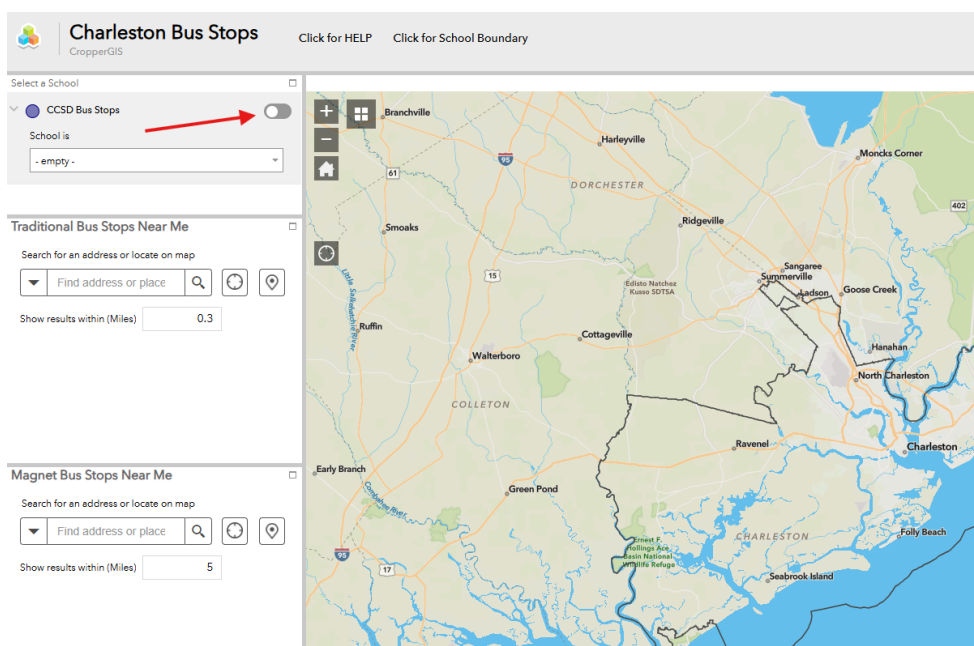 Charleston Bus Stops
CropperGIS
Click for HELP
Click for School Boundary
Select a School
CCSD Bus Stops
School is
- empty -
Traditional Bus Stops Near Me
Search for an address or locate on map
Find address or place
Show results within (Miles)
0.3
Magnet Bus Stops Near Me
Search for an address or locate on map
Find address or place
Show results within (Miles)
5
+
−
Branchville
Harleyville
Moncks Corner
95
61
DORCHESTER
402
Smoaks
Ridgeville
15
Edisto Natchez
Kusso SDTSA
Sangaree
Summerville
Ladson
Goose Creek
Little Salkehatchie River
Ruffin
Cottageville
Hanahan
Walterboro
North Charleston
COLLETON
Ravenel
Charleston
Early Branch
Green Pond
Combahee River
Ernest F.
Hollings Ace
Basin National
Wildlife Refuge
CHARLESTON
Folly Beach
95
17
Seabrook Island